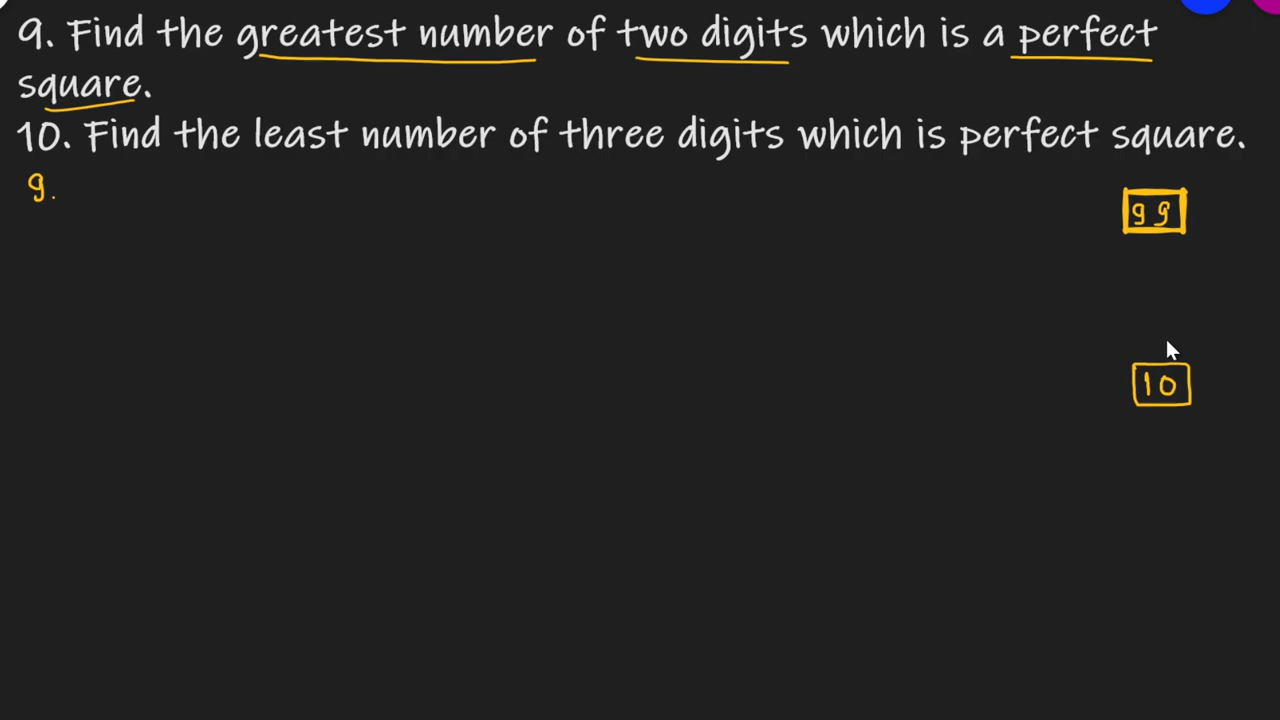 9. Find the greatest number of two digits which is a perfect
square.
10. Find the least number of three digits which is perfect square.
9.
99
10